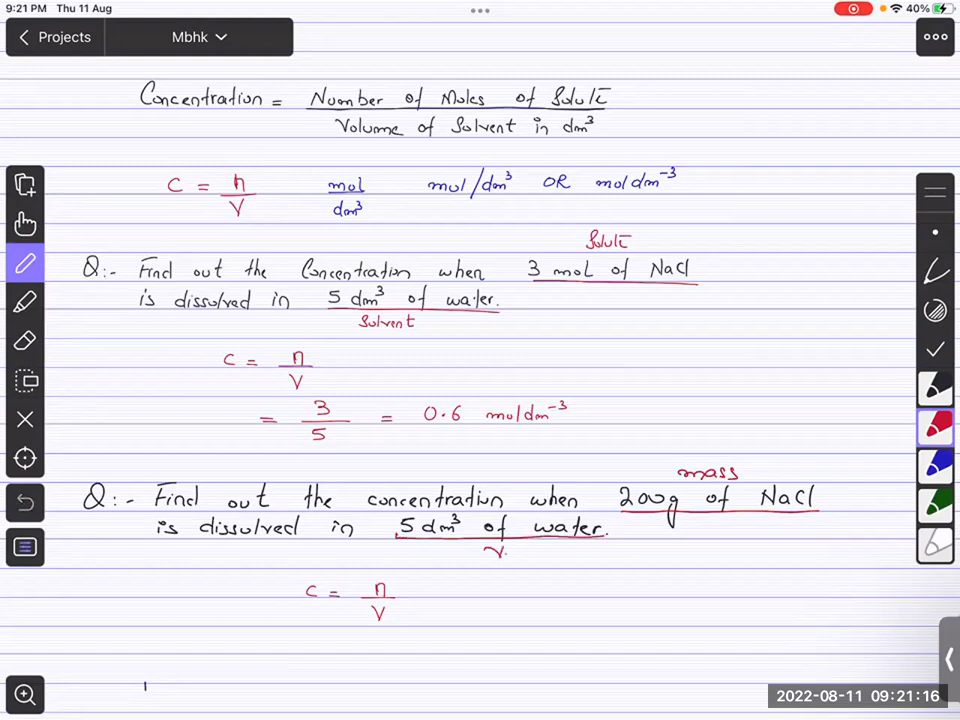 9:21 PM Thu 11 Aug
40%
Projects
Mbhk
Concentration = Number of Moles of Solute
Volume of Solvent in dm³
C = n mol mol/dm³ OR mol dm⁻³
V dm³
Solute
Q:- Find out the Concentration when 3 mol of NaCl
is dissolved in 5 dm³ of water.
Solvent
C = n
V
= 3 = 0.6 mol dm⁻³
5
mass
Q:- Find out the concentration when 200g of NaCl
is dissolved in 5 dm³ of water.
V.
C = n
V
2022-08-11 09:21:16